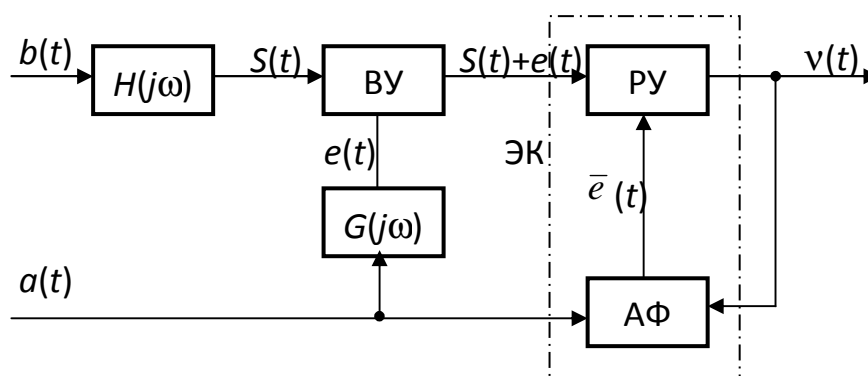 b(t)
H(jω)
S(t)
ВУ
S(t)+e(t)
РУ
ν(t)
e(t)
ЭК
e̅ (t)
G(jω)
a(t)
АФ